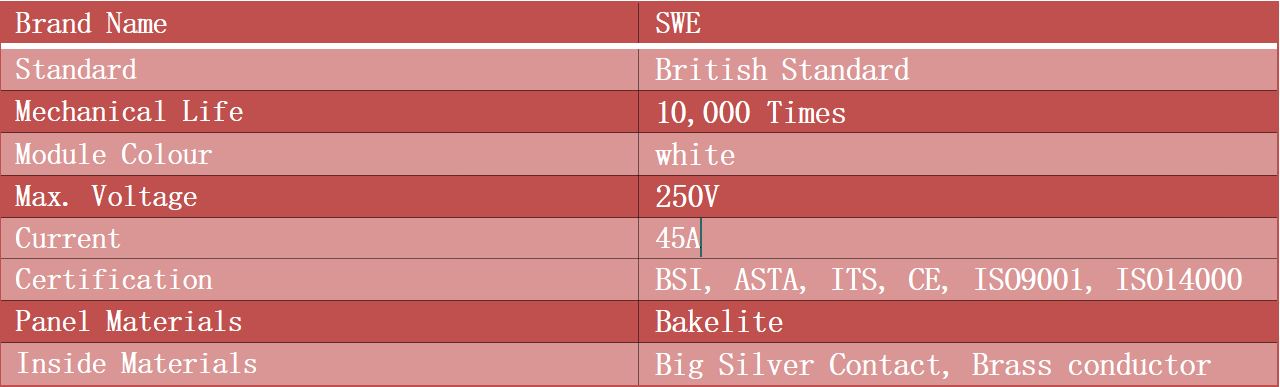 Brand Name SWE
Standard British Standard
Mechanical Life 10,000 Times
Module Colour white
Max. Voltage 250V
Current 45A
Certification BSI, ASTA, ITS, CE, ISO9001, ISO14000
Panel Materials Bakelite
Inside Materials Big Silver Contact, Brass conductor